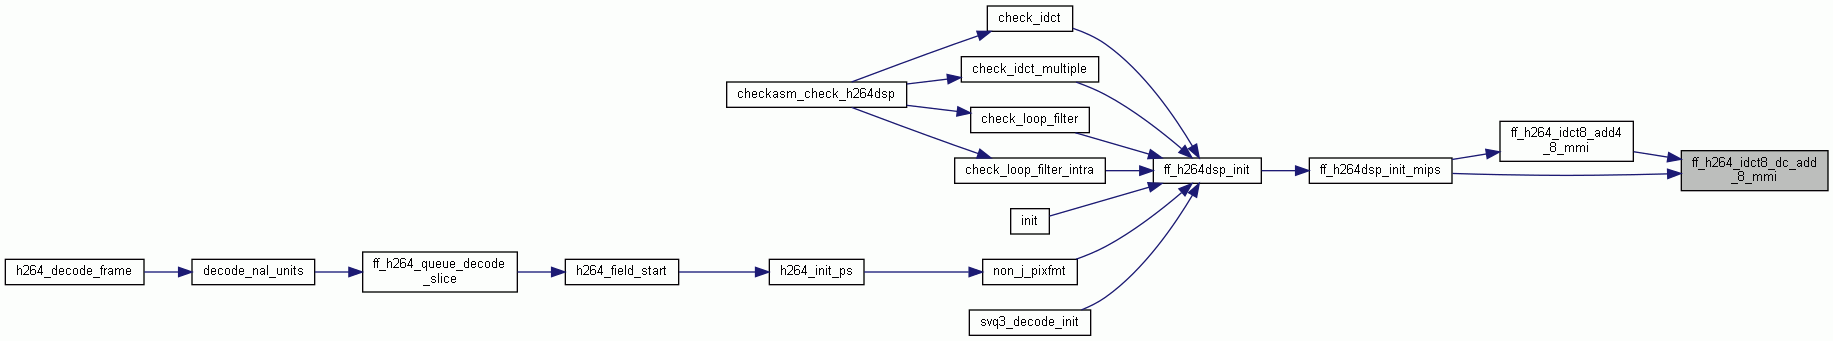 check_idct
check_idct_multiple
checkasm_check_h264dsp
check_loop_filter
ff_h264_idct8_add4
_8_mmi
ff_h264_idct8_dc_add
_8_mmi
check_loop_filter_intra
ff_h264dsp_init
ff_h264dsp_init_mips
init
h264_decode_frame
decode_nal_units
ff_h264_queue_decode
_slice
h264_field_start
h264_init_ps
non_j_pixfmt
svq3_decode_init